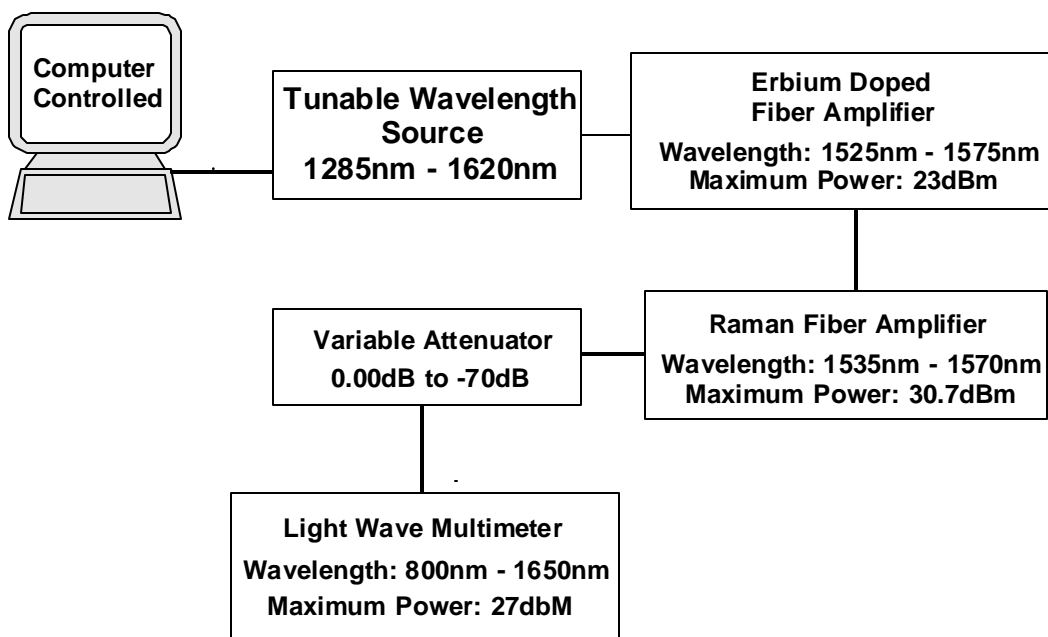 Computer
Controlled
Tunable Wavelength
Source
1285nm - 1620nm
Erbium Doped
Fiber Amplifier
Wavelength: 1525nm - 1575nm
Maximum Power: 23dBm
Raman Fiber Amplifier
Wavelength: 1535nm - 1570nm
Maximum Power: 30.7dBm
Variable Attenuator
0.00dB to -70dB
Light Wave Multimeter
Wavelength: 800nm - 1650nm
Maximum Power: 27dbM